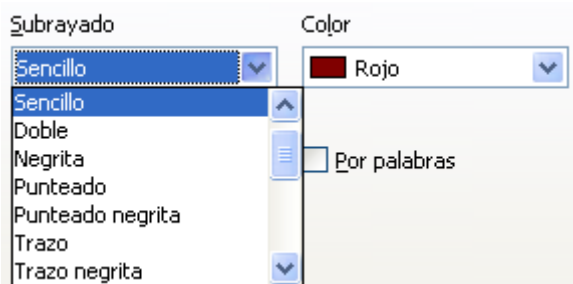 Subrayado Color
Sencillo Rojo
Sencillo
Doble
Negrita
Por palabras
Punteado
Punteado negrita
Trazo
Trazo negrita